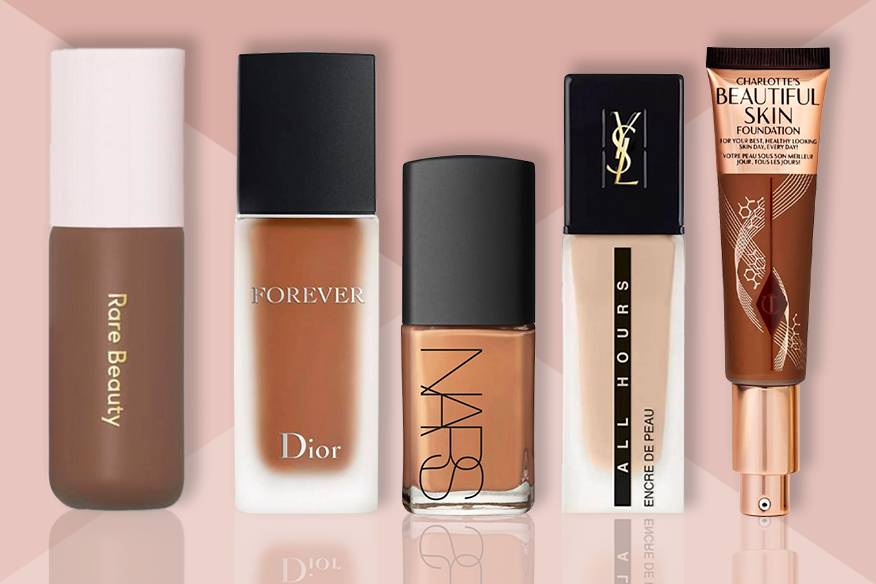 Rare Beauty
FOREVER
Dior
NARS
YSL
ALL HOURS
ENCRE DE PEAU
CHARLOTTE'S
BEAUTIFUL
SKIN
FOUNDATION
FOR YOUR BEST, HEALTHY LOOKING
SKIN DAY, EVERY DAY!
VOTRE PEAU SOUS SON MEILLEUR
JOUR, TOUS LES JOURS!
CT